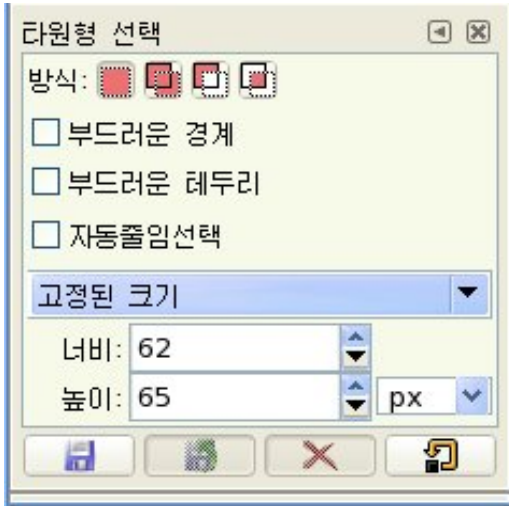 타원형 선택
방식:
부드러운 경계
부드러운 테두리
자동줄임선택
고정된 크기
너비: 62
높이: 65 px